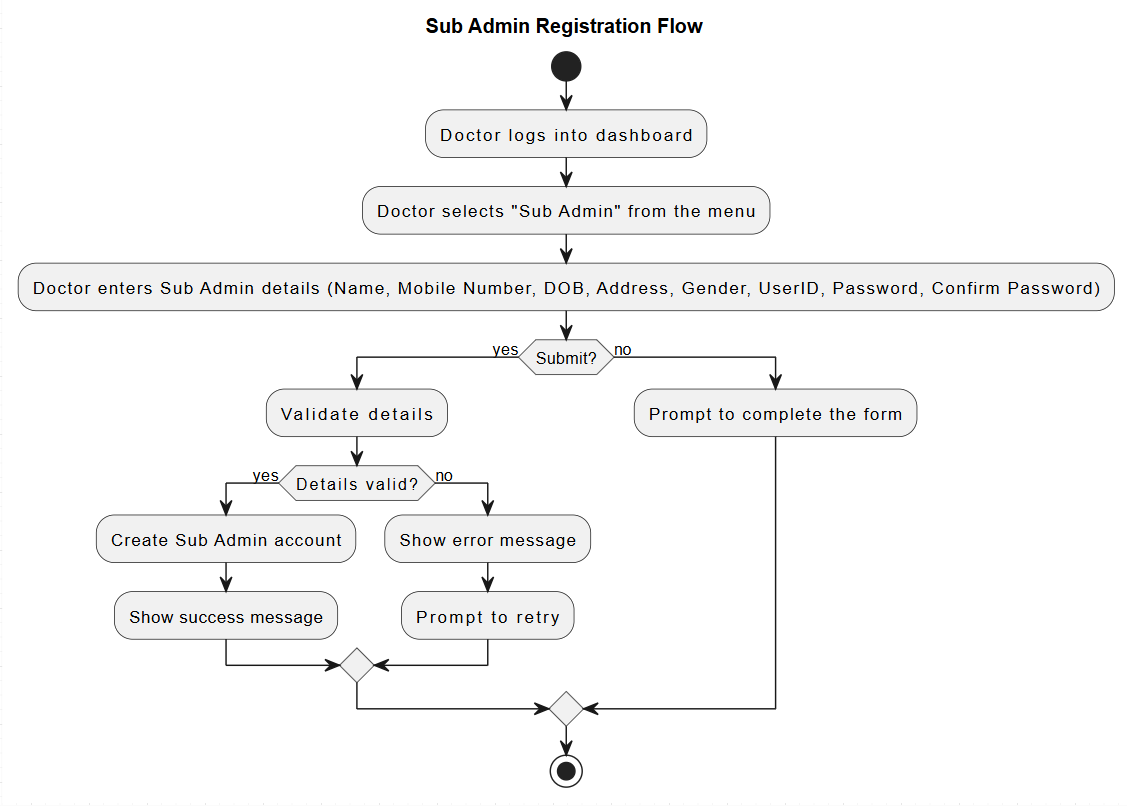 Sub Admin Registration Flow
Doctor logs into dashboard
Doctor selects "Sub Admin" from the menu
Doctor enters Sub Admin details (Name, Mobile Number, DOB, Address, Gender, UserID, Password, Confirm Password)
yes
Submit?
no
Validate details
Prompt to complete the form
yes
Details valid?
no
Create Sub Admin account
Show error message
Show success message
Prompt to retry